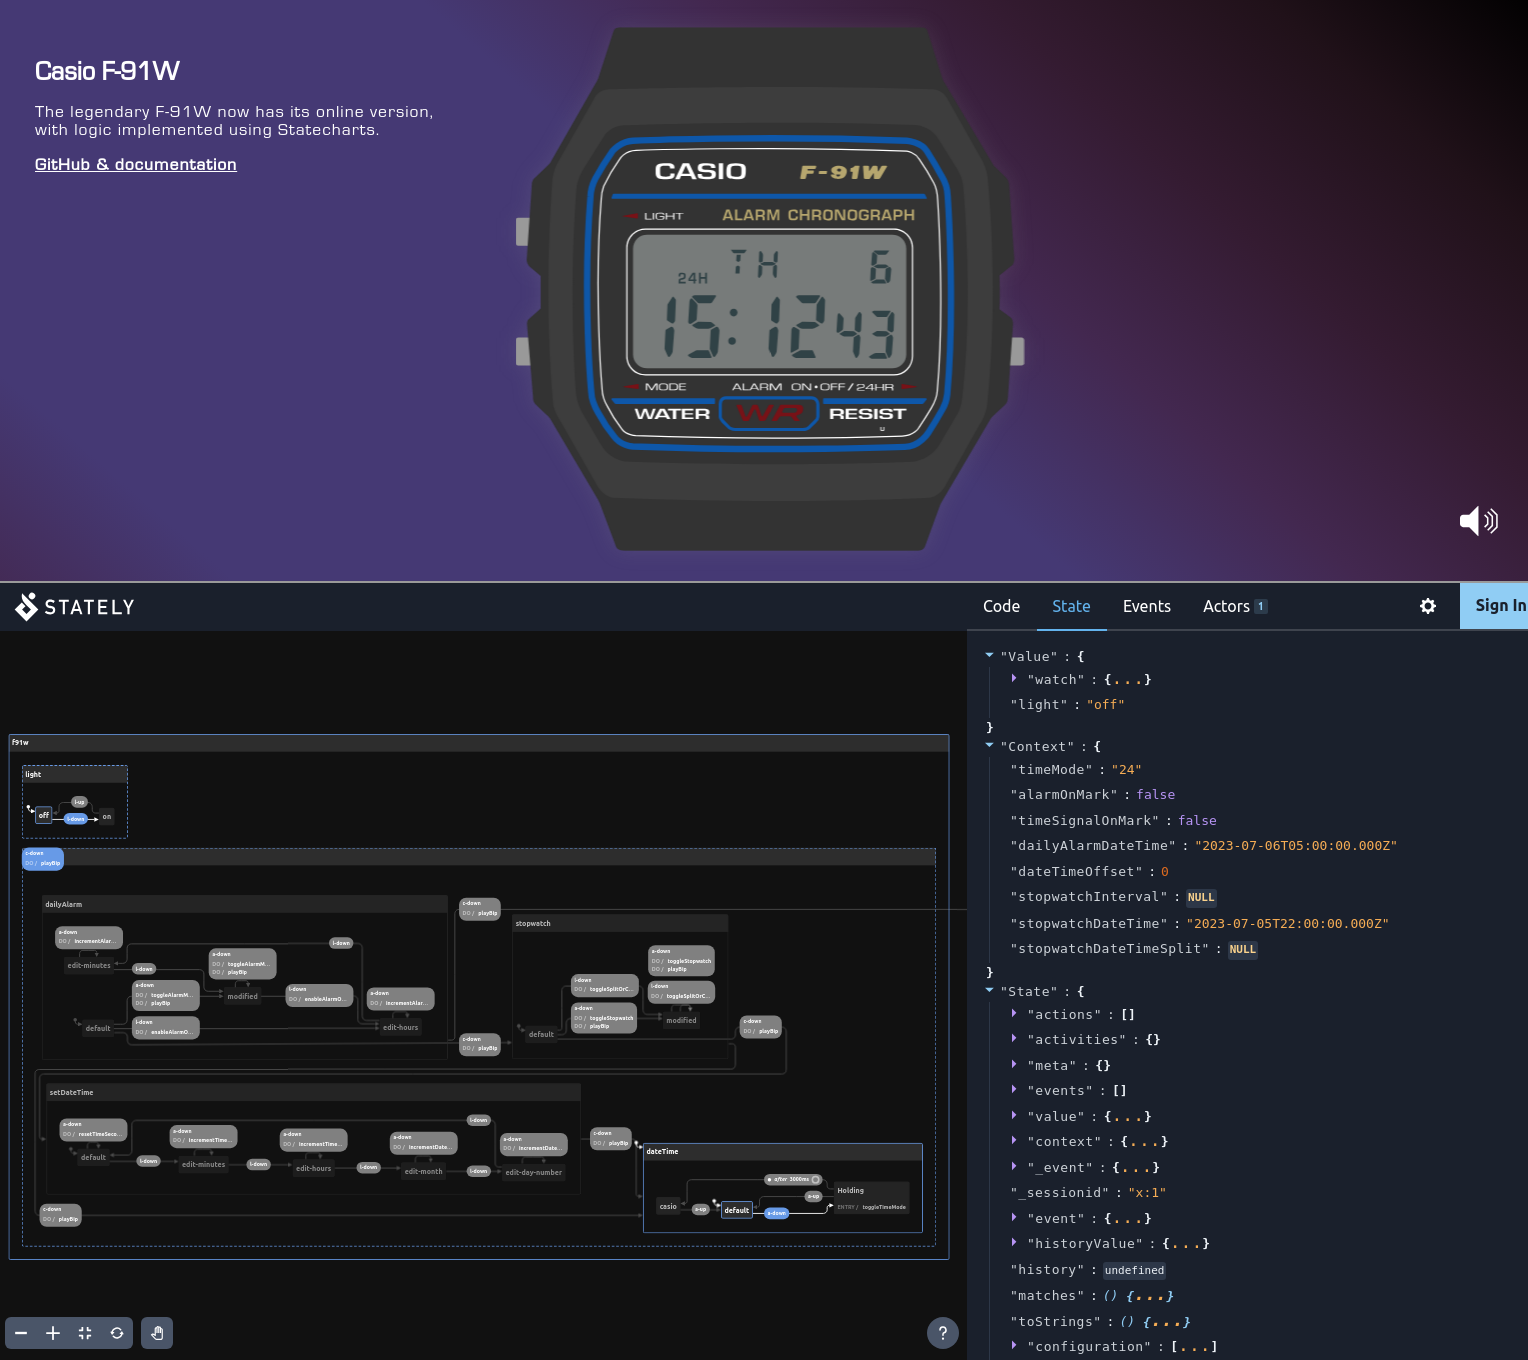 Casio F-91W
The legendary F-91W now has its online version,
with logic implemented using Statecharts.
GitHub & documentation
CASIO F-91W
LIGHT ALARM CHRONOGRAPH
TH 6
24H
15:12 43
MODE ALARM ON•OFF/24HR
WATER WR RESIST
STATELY
Code State Events Actors 1 Sign In
f91w
light
l-up
off on
l-down
c-down
DO / playBip
dailyAlarm
a-down
DO / incrementAlar...
edit-minutes
l-down
l-down
a-down
DO / toggleAlarmM...
DO / playBip
modified
a-down
DO / toggleAlarmM...
DO / playBip
l-down
DO / enableAlarmO...
a-down
DO / incrementAlar...
default
l-down
DO / enableAlarmO...
edit-hours
c-down
DO / playBip
c-down
DO / playBip
stopwatch
a-down
DO / toggleStopwatch
DO / playBip
l-down
DO / toggleSplitOrC...
l-down
DO / toggleSplitOrC...
a-down
DO / toggleStopwatch
DO / playBip
default
modified
c-down
DO / playBip
setDateTime
l-down
a-down
DO / resetTimeSeco...
default
l-down
a-down
DO / incrementTime...
edit-minutes
l-down
a-down
DO / incrementTime...
edit-hours
l-down
a-down
DO / incrementDate...
edit-month
l-down
a-down
DO / incrementDate...
edit-day-number
c-down
DO / playBip
c-down
DO / playBip
dateTime
after 3000ms
casio
a-up
default
a-up
a-down
Holding
ENTRY / toggleTimeMode
?
"Value" : {
"watch" : {...}
"light" : "off"
}
"Context" : {
"timeMode" : "24"
"alarmOnMark" : false
"timeSignalOnMark" : false
"dailyAlarmDateTime" : "2023-07-06T05:00:00.000Z"
"dateTimeOffset" : 0
"stopwatchInterval" : NULL
"stopwatchDateTime" : "2023-07-05T22:00:00.000Z"
"stopwatchDateTimeSplit" : NULL
}
"State" : {
"actions" : []
"activities" : {}
"meta" : {}
"events" : []
"value" : {...}
"context" : {...}
"_event" : {...}
"_sessionid" : "x:1"
"event" : {...}
"historyValue" : {...}
"history" : undefined
"matches" : () {...}
"toStrings" : () {...}
"configuration" : [...]